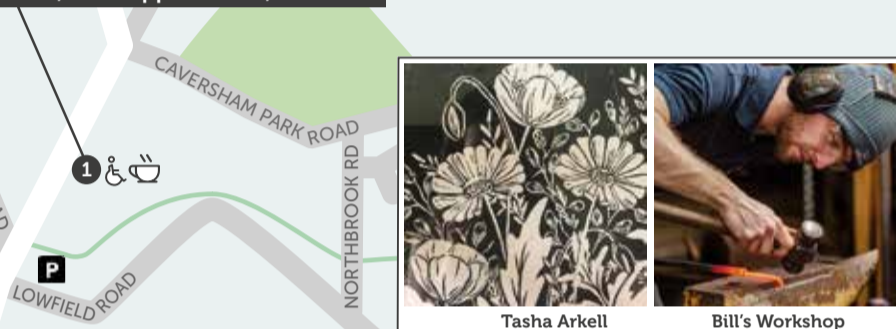 CAVERSHAM PARK ROAD
1
NORTHBROOK RD
P
LOWFIELD ROAD
Tasha Arkell
Bill's Workshop